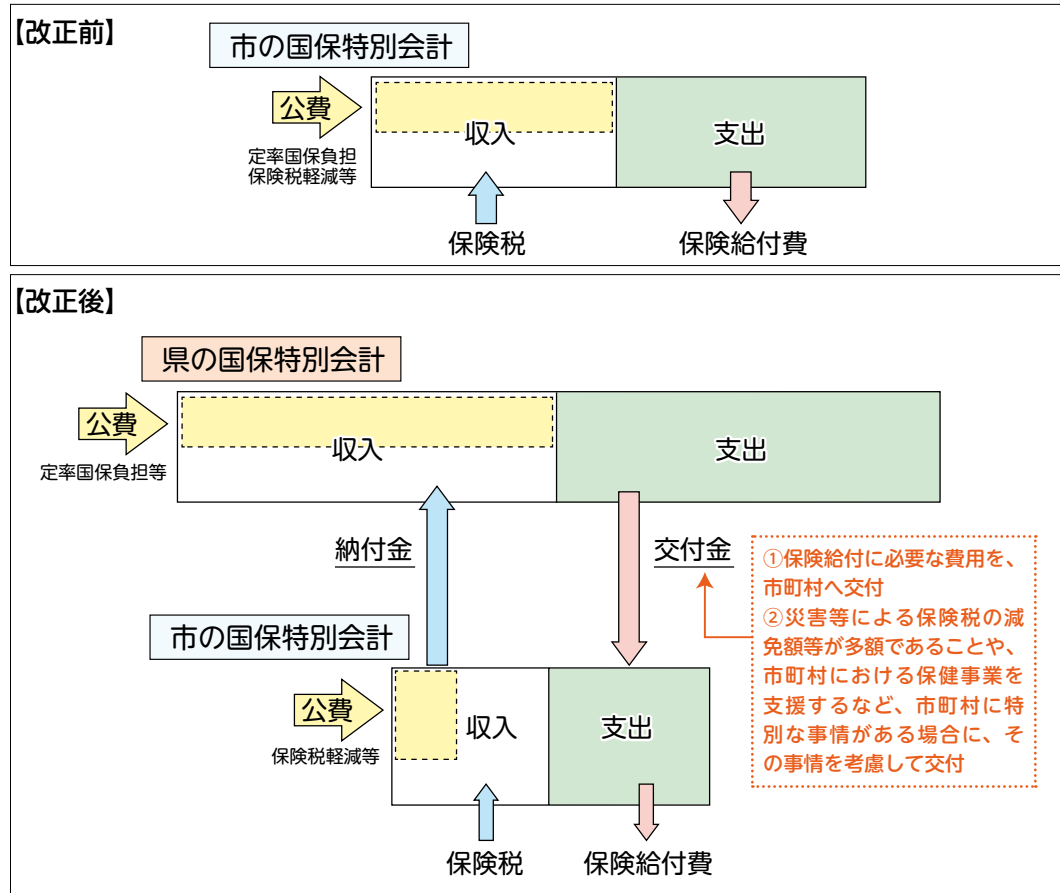 【改正前】
市の国保特別会計
公費
収入
支出
定率国保負担
保険税軽減等
保険税
保険給付費
【改正後】
県の国保特別会計
公費
収入
支出
定率国保負担等
納付金
交付金
①保険給付に必要な費用を、
市町村へ交付
②災害等による保険税の減
免額等が多額であることや、
市町村における保健事業を
支援するなど、市町村に特
別な事情がある場合に、そ
の事情を考慮して交付
市の国保特別会計
公費
収入
支出
保険税軽減等
保険税
保険給付費